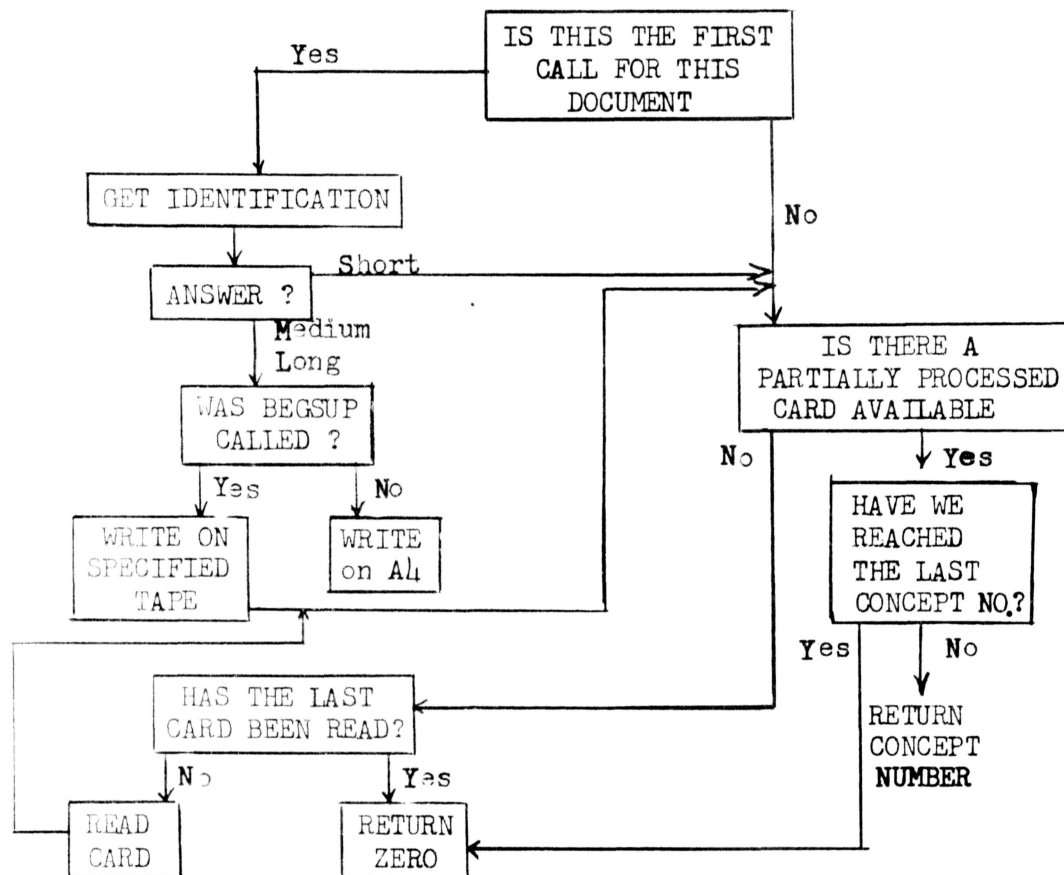 IS THIS THE FIRST
CALL FOR THIS
DOCUMENT
Yes
No
GET IDENTIFICATION
ANSWER ?
Short
Medium
Long
WAS BEGSUP
CALLED ?
Yes
No
WRITE ON
SPECIFIED
TAPE
WRITE
on A4
IS THERE A
PARTIALLY PROCESSED
CARD AVAILABLE
No
Yes
HAVE WE
REACHED
THE LAST
CONCEPT NO.?
Yes
No
RETURN
CONCEPT
NUMBER
HAS THE LAST
CARD BEEN READ?
No
Yes
READ
CARD
RETURN
ZERO